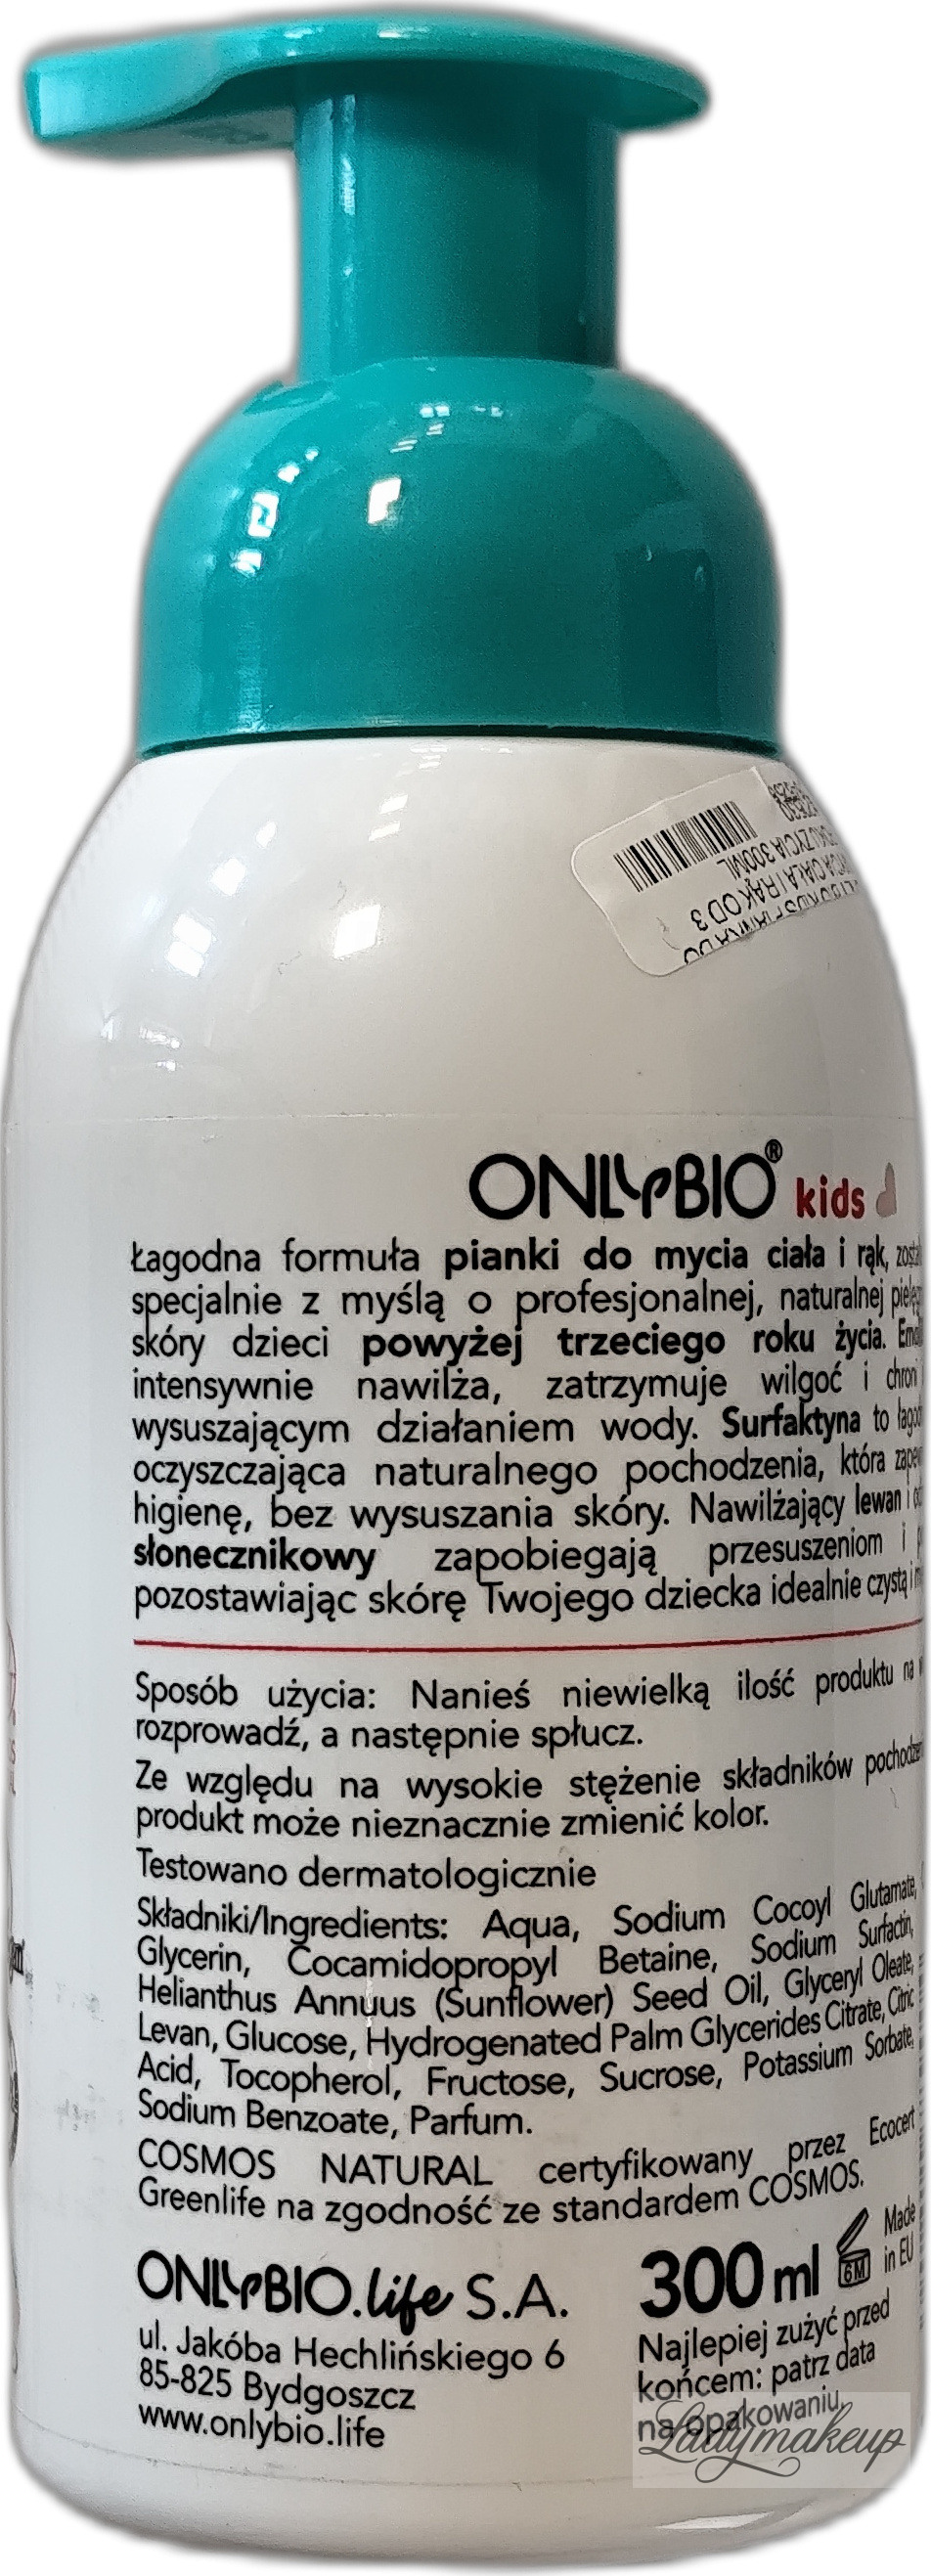 RĄK OD 3
ŻYCIA 300ML
ONLYBIO® kids
Łagodna formuła pianki do mycia ciała i rąk,
specjalnie z myślą o profesjonalnej, naturalnej
skóry dzieci powyżej trzeciego roku życia.
intensywnie nawilża, zatrzymuje wilgoć i chroni
wysuszającym działaniem wody. Surfaktyna to
oczyszczająca naturalnego pochodzenia, która
higienę, bez wysuszania skóry. Nawilżający lewan i
słonecznikowy zapobiegają przesuszeniom i
pozostawiając skórę Twojego dziecka idealnie czystą i
Sposób użycia: Nanieś niewielką ilość produktu na
rozprowadź, a następnie spłucz.
Ze względu na wysokie stężenie składników
produkt może nieznacznie zmienić kolor.
Testowano dermatologicznie
Składniki/Ingredients: Aqua, Sodium Cocoyl Glutamate,
Glycerin, Cocamidopropyl Betaine, Sodium Surfactin,
Helianthus Annuus (Sunflower) Seed Oil, Glyceryl Oleate,
Levan, Glucose, Hydrogenated Palm Glycerides Citrate, Citric
Acid, Tocopherol, Fructose, Sucrose, Potassium Sorbate,
Sodium Benzoate, Parfum.
COSMOS NATURAL certyfikowany przez Ecocert
Greenlife na zgodność ze standardem COSMOS.
ONLYBIO.life S.A.
ul. Jakóba Hechlińskiego 6
85-825 Bydgoszcz
www.onlybio.life
300 ml
6M
Made
in EU
Najlepiej zużyć przed
końcem: patrz data
na opakowaniu.
Ladymakeup